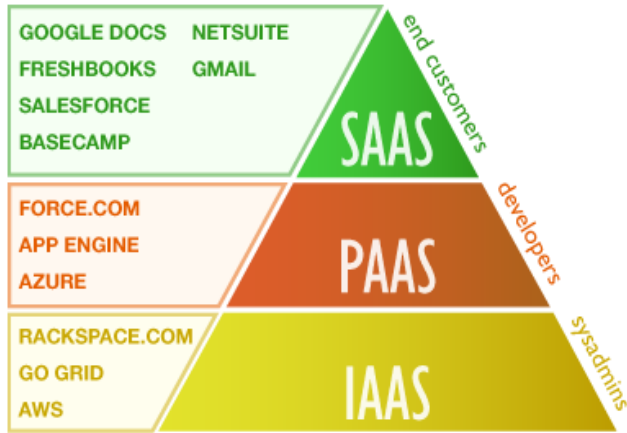 GOOGLE DOCS NETSUITE
FRESHBOOKS GMAIL
SALESFORCE
BASECAMP
SAAS
end customers
FORCE.COM
APP ENGINE
AZURE
PAAS
developers
RACKSPACE.COM
GO GRID
AWS
IAAS
sysadmins